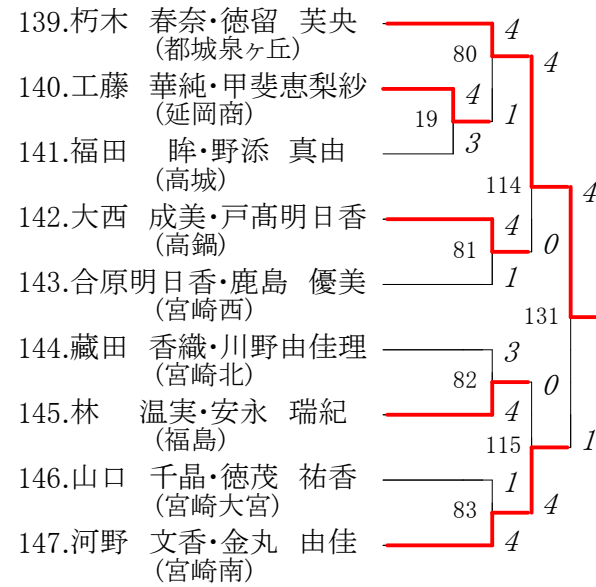 139.朽木 春奈・徳留 芙央
(都城泉ヶ丘)
140.工藤 華純・甲斐恵梨紗
(延岡商)
141.福田 眸・野添 真由
(高城)
142.大西 成美・戸髙明日香
(高鍋)
143.合原明日香・鹿島 優美
(宮崎西)
144.藏田 香織・川野由佳理
(宮崎北)
145.林 温実・安永 瑞紀
(福島)
146.山口 千晶・徳茂 祐香
(宮崎大宮)
147.河野 文香・金丸 由佳
(宮崎南)
4
80
4
4
19
1
3
114
4
4
81
0
1
131
3
82
0
4
115
1
1
83
4
4